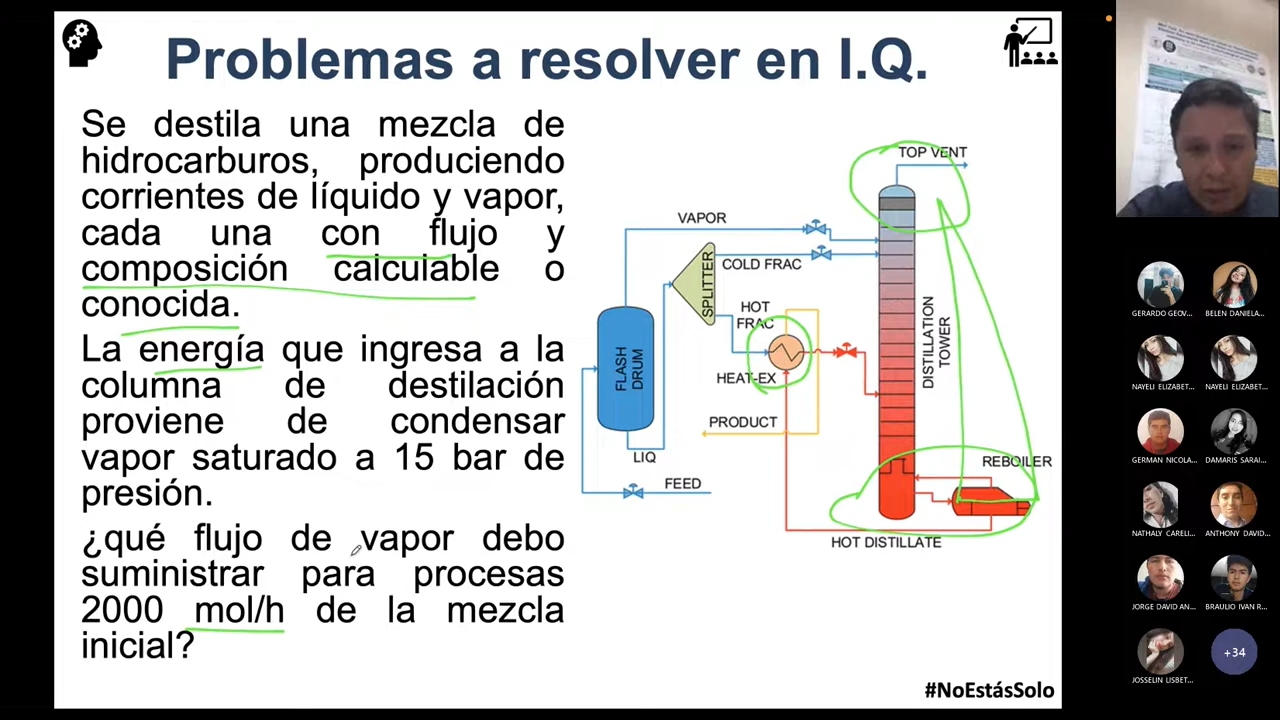 Problemas a resolver en I.Q.
Se destila una mezcla de
hidrocarburos, produciendo
corrientes de líquido y vapor,
cada una con flujo y
composición calculable o
conocida.
La energía que ingresa a la
columna de destilación
proviene de condensar
vapor saturado a 15 bar de
presión.
¿qué flujo de vapor debo
suministrar para procesas
2000 mol/h de la mezcla
inicial?
TOP VENT
VAPOR
SPLITTER
COLD FRAC
HOT
FRAC
FLASH
DRUM
HEAT-EX
DISTILLATION
TOWER
PRODUCT
LIQ
REBOILER
FEED
HOT DISTILLATE
#NoEstásSolo
GERARDO GEOV...
BELEN DANIELA...
NAYELI ELIZABET...
NAYELI ELIZABET...
GERMAN NICOLA...
DAMARIS SARAI...
NATHALY CARELI...
ANTHONY DAVID...
JORGE DAVID AN...
BRAULIO IVAN R...
JOSSELIN LISBET...
+34